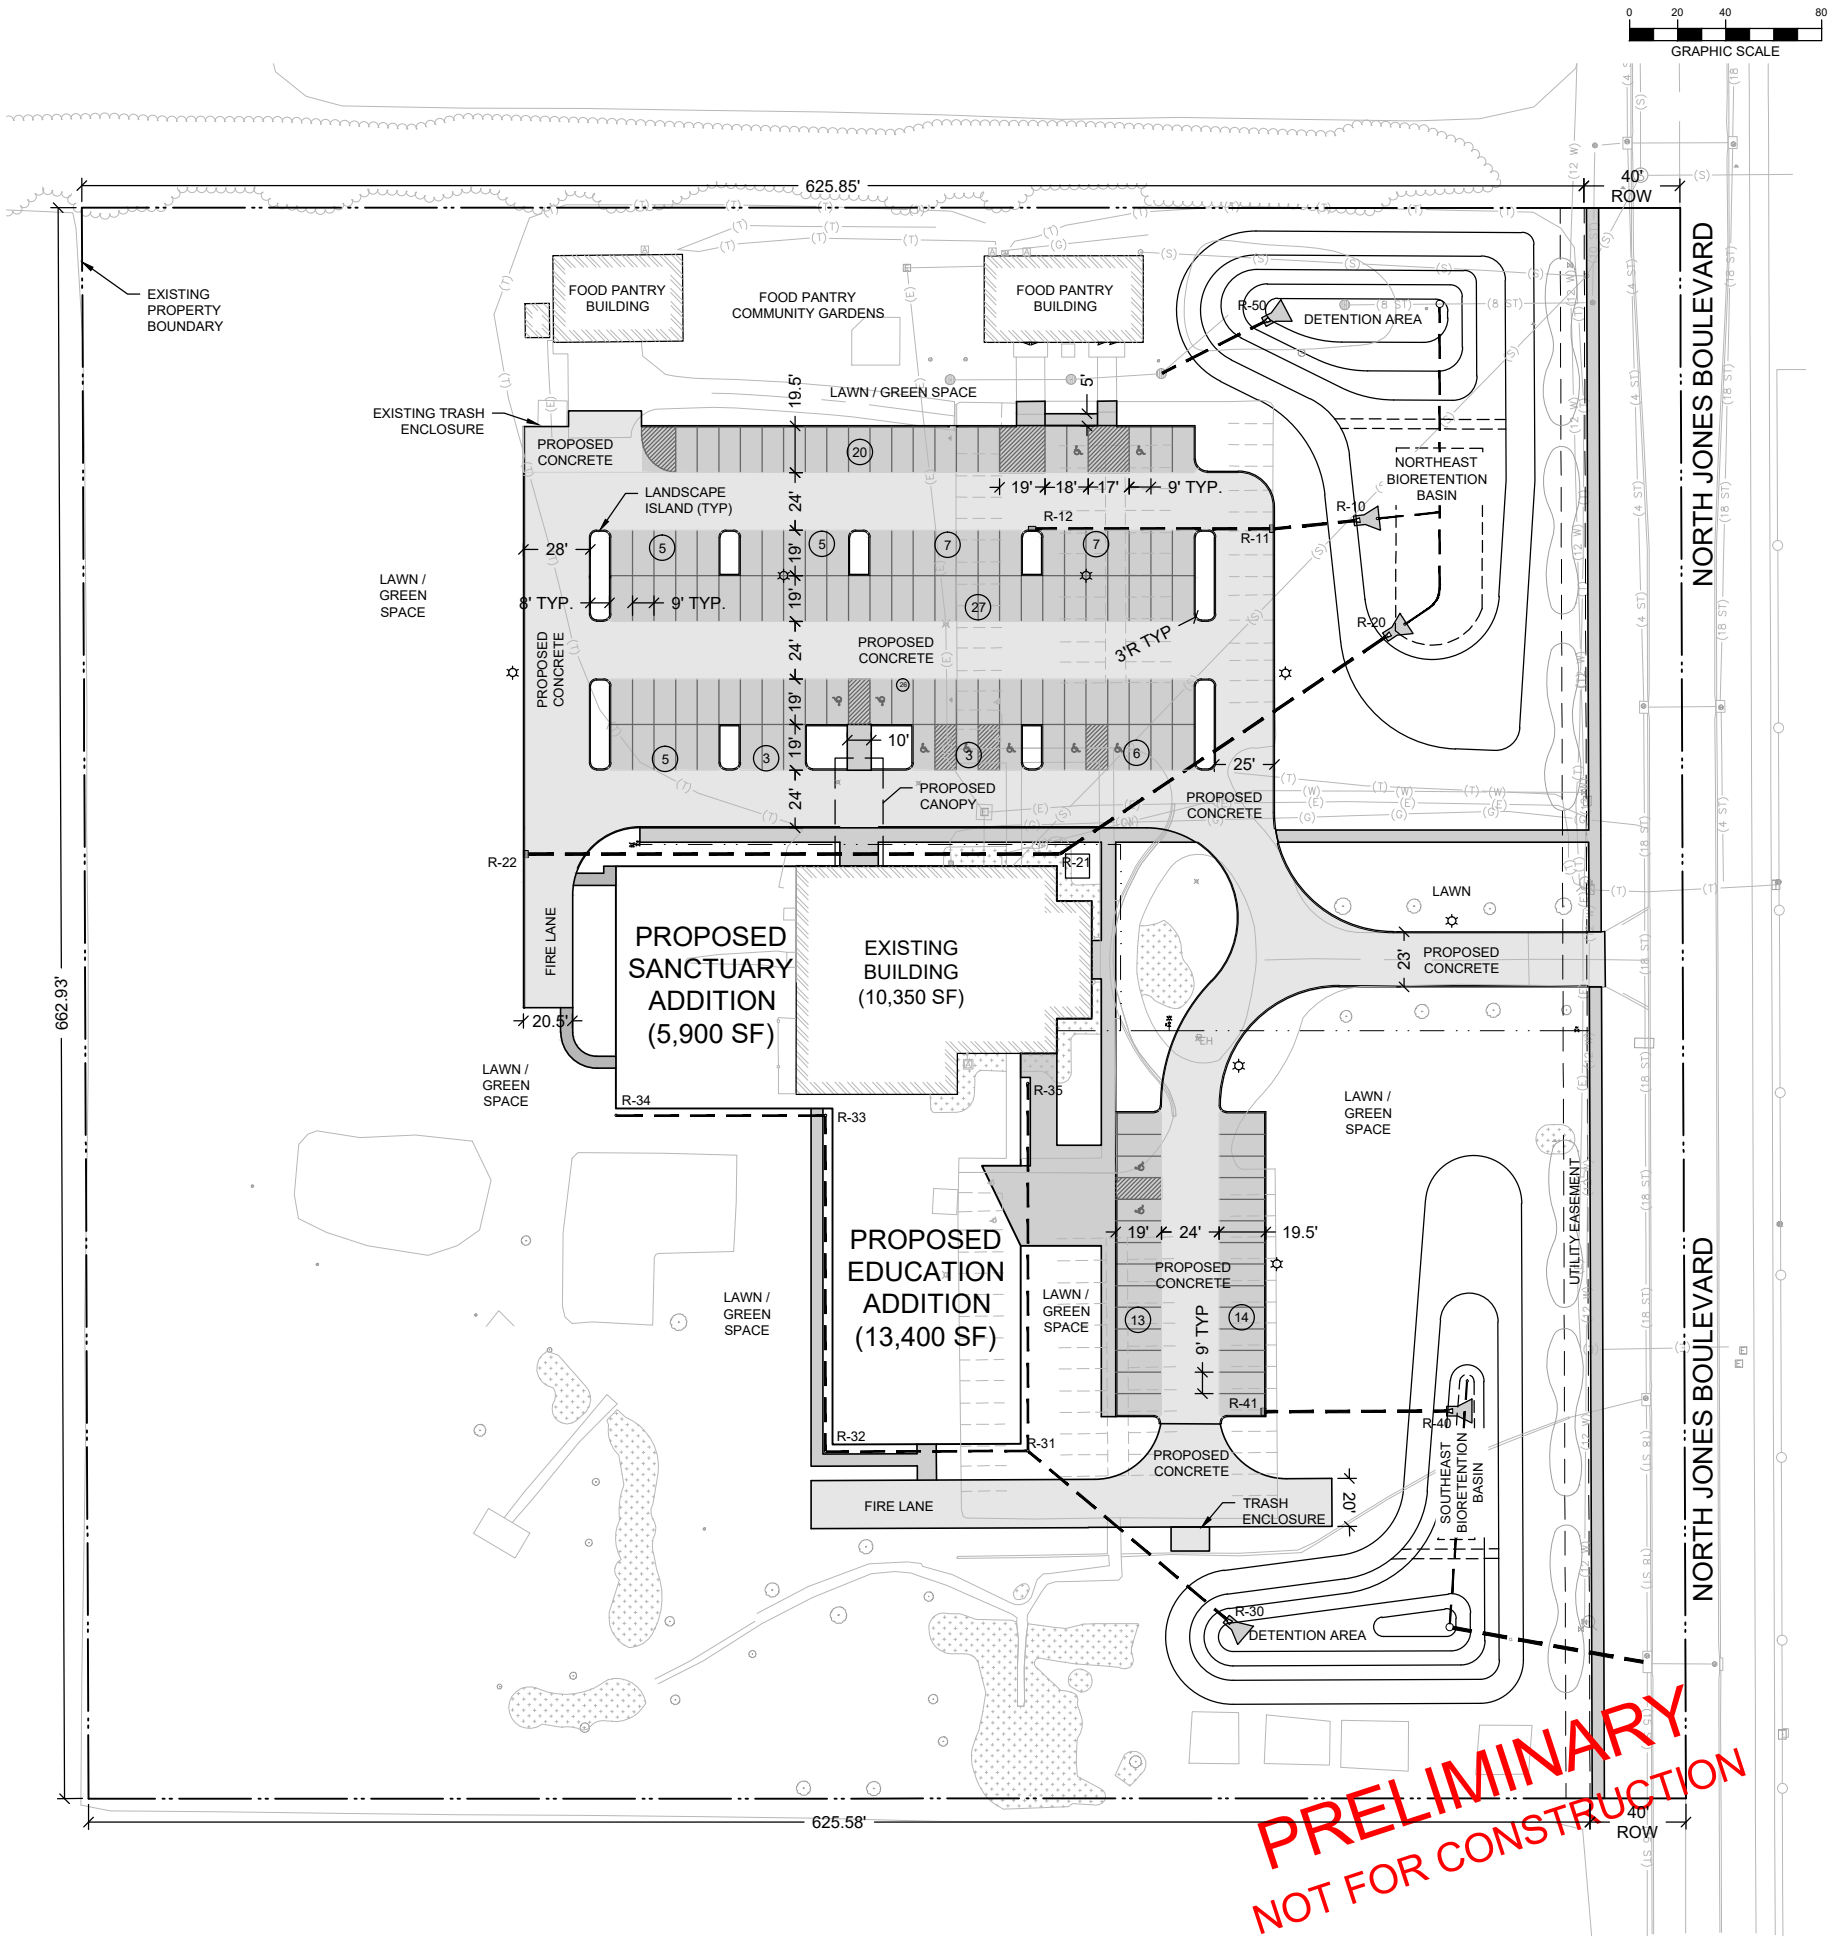 0 20 40 80
GRAPHIC SCALE
625.85'
40'
ROW
EXISTING
PROPERTY
BOUNDARY
FOOD PANTRY
BUILDING
FOOD PANTRY
COMMUNITY GARDENS
FOOD PANTRY
BUILDING
R-50
DETENTION AREA
NORTH JONES BOULEVARD
LAWN / GREEN SPACE
19.5'
5'
EXISTING TRASH
ENCLOSURE
PROPOSED
CONCRETE
20
NORTHEAST
BIORETENTION
BASIN
LANDSCAPE
ISLAND (TYP)
24'
19'
18'
17'
9' TYP.
R-12
R-10
R-11
28'
5
5
7
7
19'
LAWN /
GREEN
SPACE
8' TYP.
9' TYP.
19'
27
R-20
PROPOSED
CONCRETE
24'
PROPOSED
CONCRETE
3'R TYP
26
19'
19'
10'
5
3
3
6
25'
24'
PROPOSED
CANOPY
PROPOSED
CONCRETE
R-22
R-21
LAWN
FIRE LANE
PROPOSED
SANCTUARY
ADDITION
(5,900 SF)
EXISTING
BUILDING
(10,350 SF)
23'
PROPOSED
CONCRETE
662.93'
20.5'
LAWN /
GREEN
SPACE
R-34
R-33
R-35
LAWN /
GREEN
SPACE
UTILITY EASEMENT
PROPOSED
EDUCATION
ADDITION
(13,400 SF)
19'
24'
19.5'
PROPOSED
CONCRETE
LAWN /
GREEN
SPACE
LAWN /
GREEN
SPACE
13
14
9' TYP
NORTH JONES BOULEVARD
R-41
R-40
R-32
R-31
PROPOSED
CONCRETE
SOUTHEAST
BIORETENTION
BASIN
FIRE LANE
TRASH
ENCLOSURE
20'
R-30
DETENTION AREA
PRELIMINARY
NOT FOR CONSTRUCTION
625.58'
40'
ROW